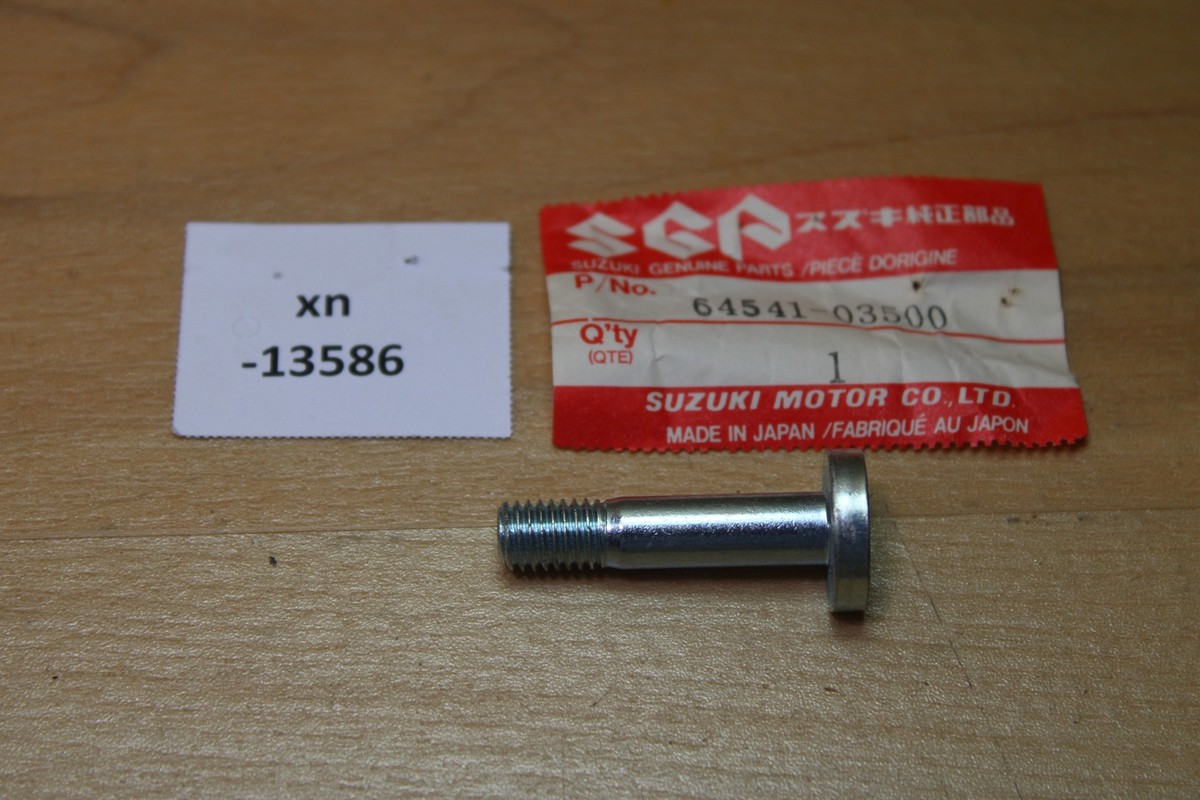 xn
-13586
SGP スズキ純正部品
SUZUKI GENUINE PARTS /PIECE DORIGINE
P/No. 64541-03500
Q'ty 1
(QTE)
SUZUKI MOTOR CO.,LTD.
MADE IN JAPAN /FABRIQUÉ AU JAPON